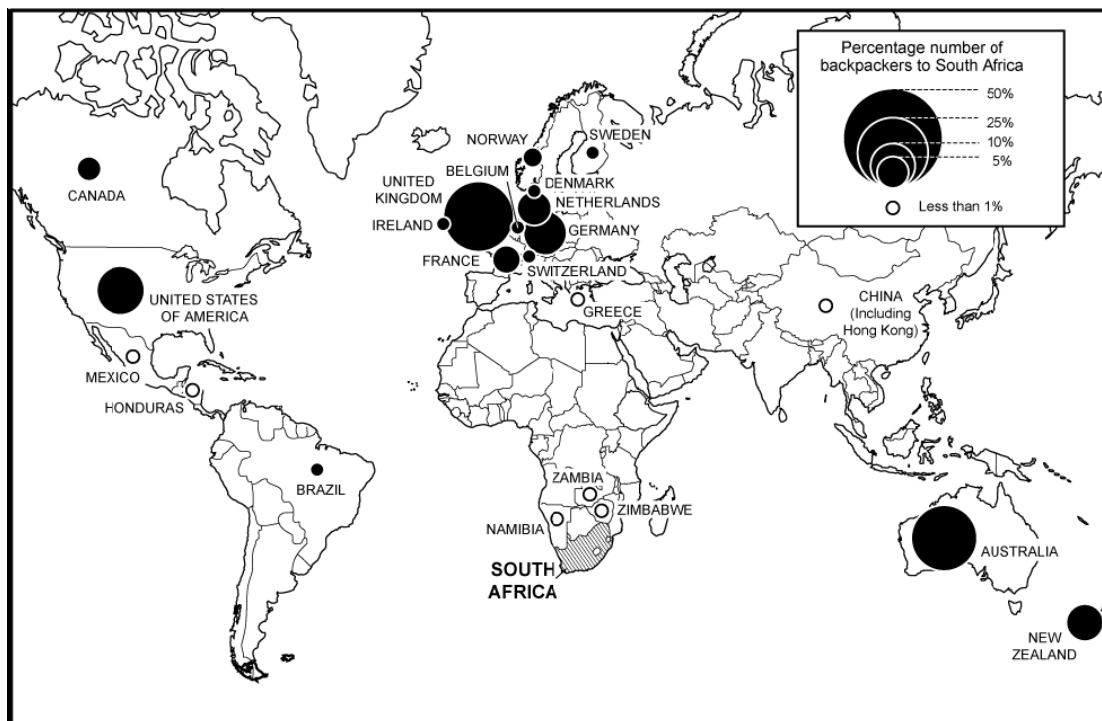 Percentage number of
backpackers to South Africa
50%
25%
10%
5%
Less than 1%
NORWAY
SWEDEN
BELGIUM
DENMARK
UNITED
KINGDOM
NETHERLANDS
IRELAND
GERMANY
FRANCE
SWITZERLAND
GREECE
CANADA
UNITED STATES
OF AMERICA
MEXICO
HONDURAS
BRAZIL
CHINA
(Including
Hong Kong)
ZAMBIA
ZIMBABWE
NAMIBIA
SOUTH
AFRICA
AUSTRALIA
NEW
ZEALAND